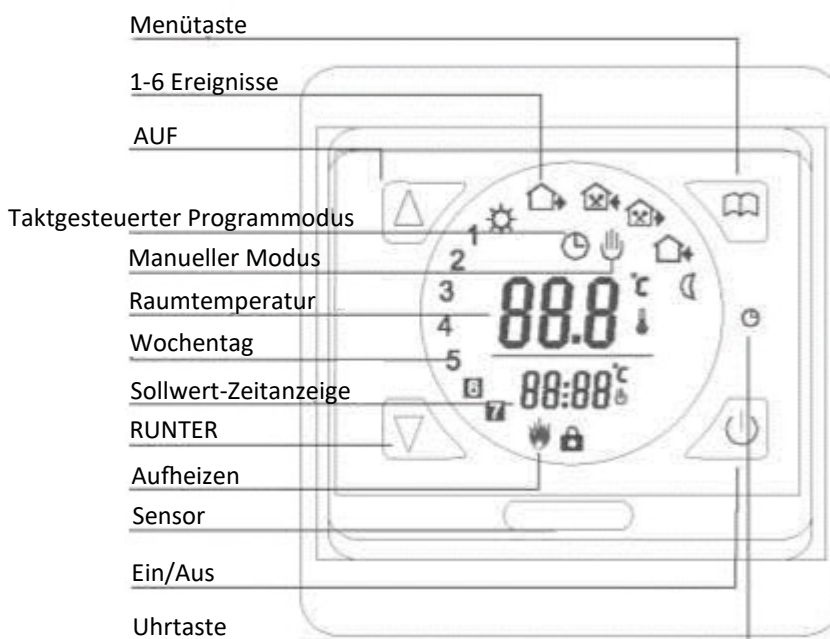 Menütaste
1-6 Ereignisse
AUF
Taktgesteuerter Programmodus
1
Manueller Modus
2
Raumtemperatur
3
88.8 °C
4
Wochentag
5
Sollwert-Zeitanzeige
6
88:88 °C
7
RUNTER
Aufheizen
Sensor
Ein/Aus
Uhrtaste